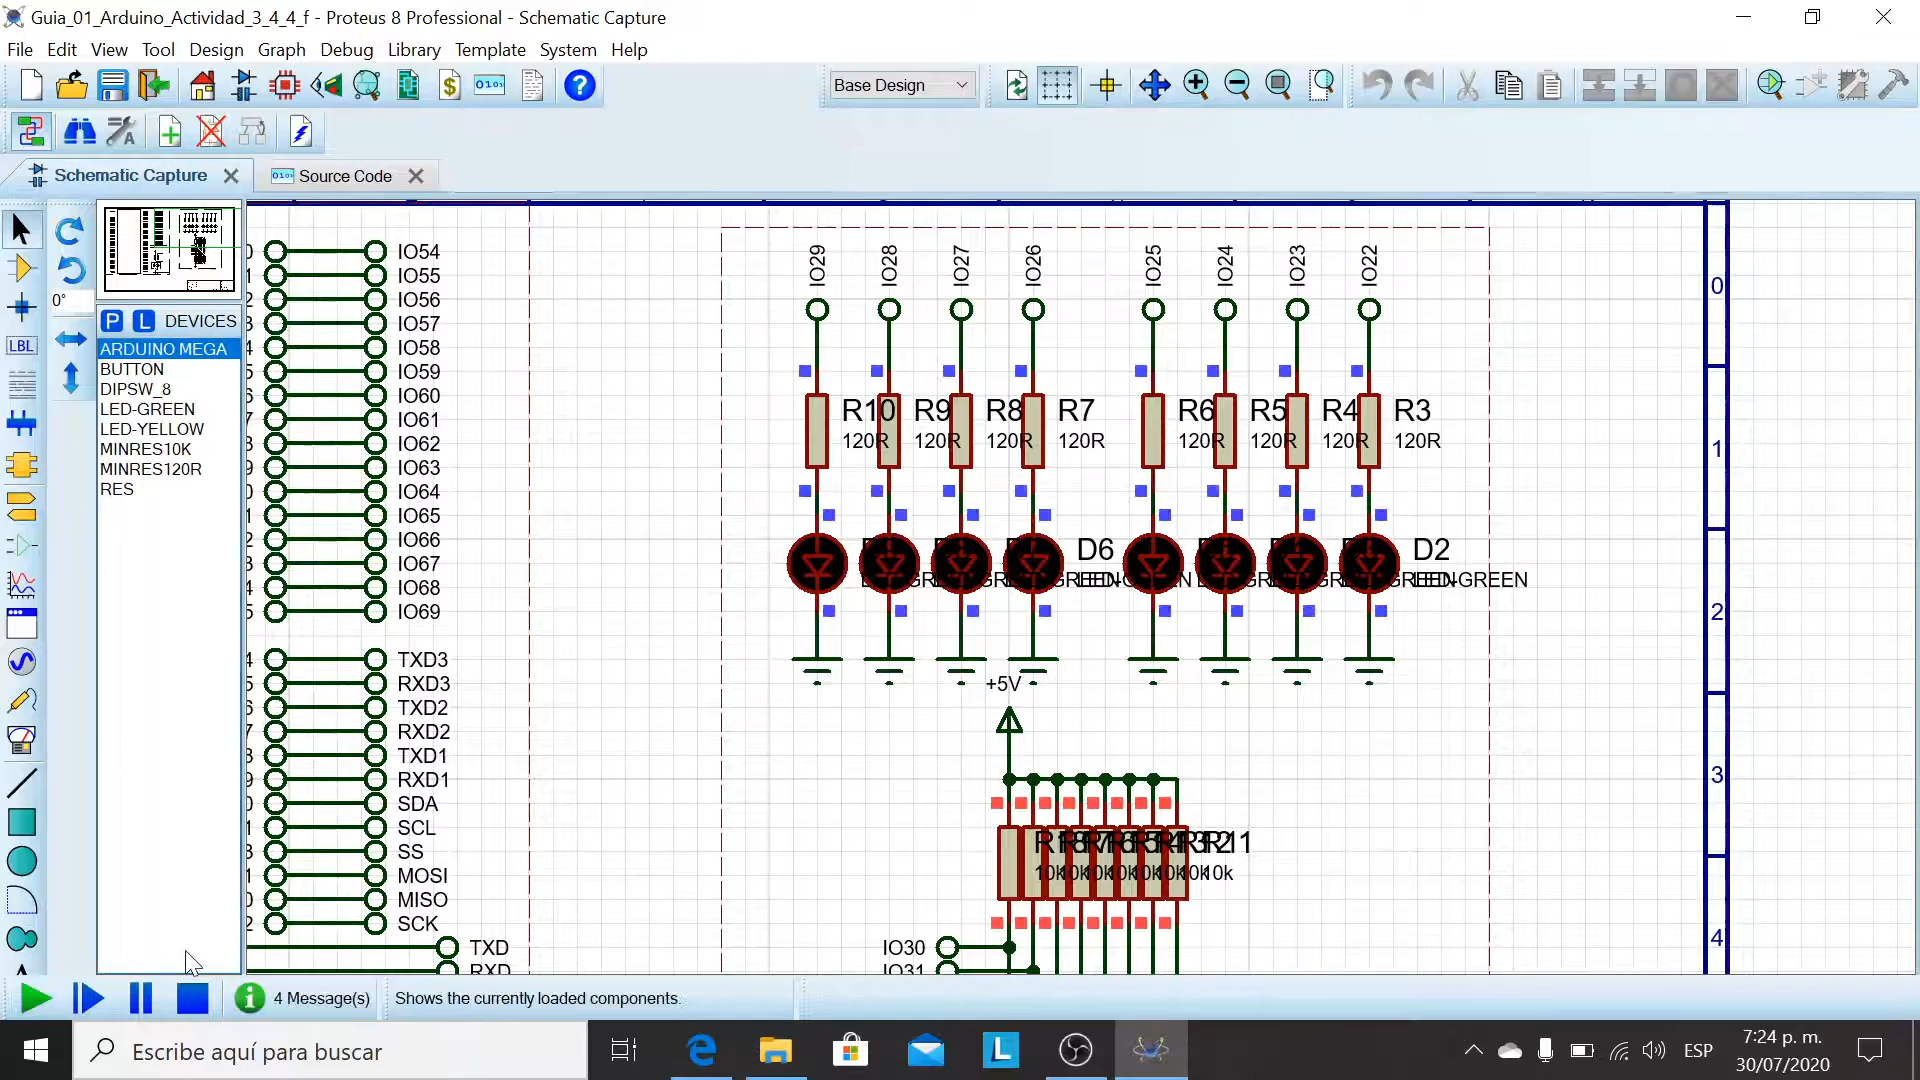 Guia_01_Arduino_Actividad_3_4_4_f - Proteus 8 Professional - Schematic Capture
File Edit View Tool Design Graph Debug Library Template System Help
Base Design
Schematic Capture
Source Code
0°
P L DEVICES
LBL
ARDUINO MEGA
BUTTON
DIPSW_8
LED-GREEN
LED-YELLOW
MINRES10K
MINRES120R
RES
IO54
IO55
IO56
IO57
IO58
IO59
IO60
IO61
IO62
IO63
IO64
IO65
IO66
IO67
IO68
IO69
TXD3
RXD3
TXD2
RXD2
TXD1
RXD1
SDA
SCL
SS
MOSI
MISO
SCK
TXD
RXD
IO29 IO28 IO27 IO26 IO25 IO24 IO23 IO22
R10 R9 R8 R7 R6 R5 R4 R3
120R 120R 120R 120R 120R 120R 120R 120R
D6 D2
LED-GREEN
+5V
R11
10k
IO30
IO31
0
1
2
3
4
4 Message(s)
Shows the currently loaded components.
Escribe aquí para buscar
ESP
7:24 p. m.
30/07/2020